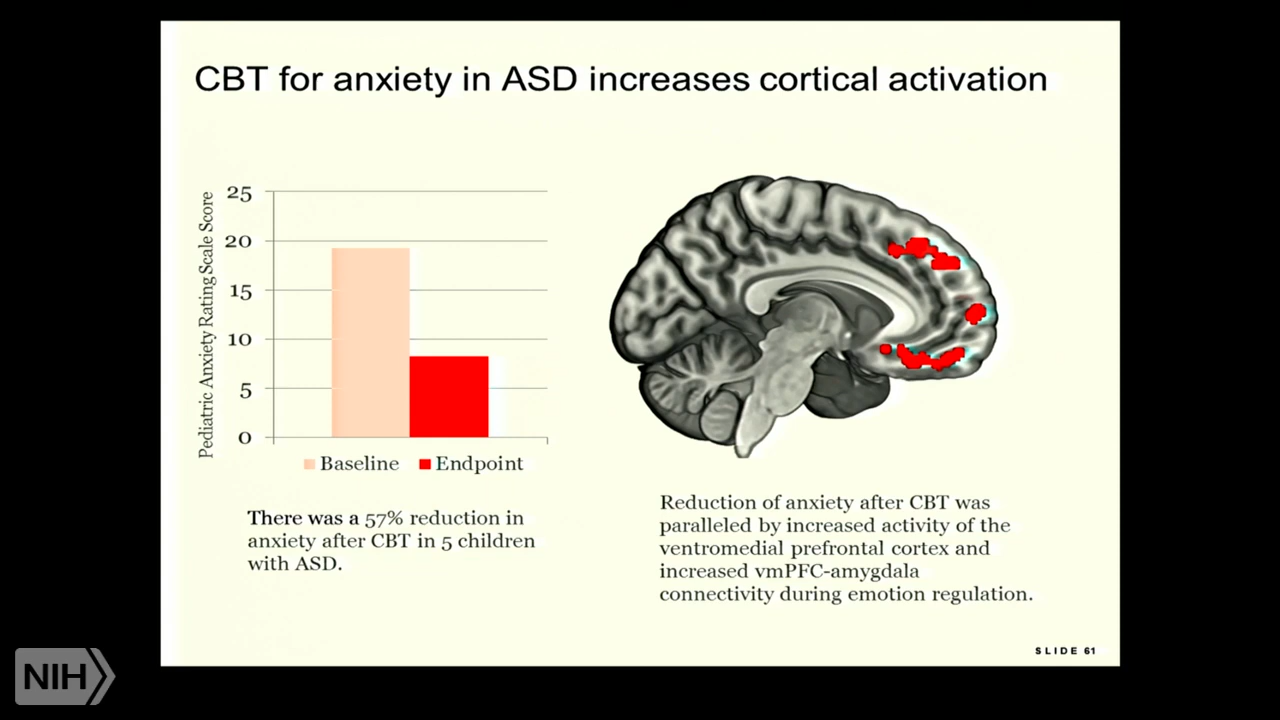 CBT for anxiety in ASD increases cortical activation
Pediatric Anxiety Rating Scale Score
25
20
15
10
5
0
Baseline
Endpoint
There was a 57% reduction in
anxiety after CBT in 5 children
with ASD.
Reduction of anxiety after CBT was
paralleled by increased activity of the
ventromedial prefrontal cortex and
increased vmPFC-amygdala
connectivity during emotion regulation.
SLIDE 61
NIH